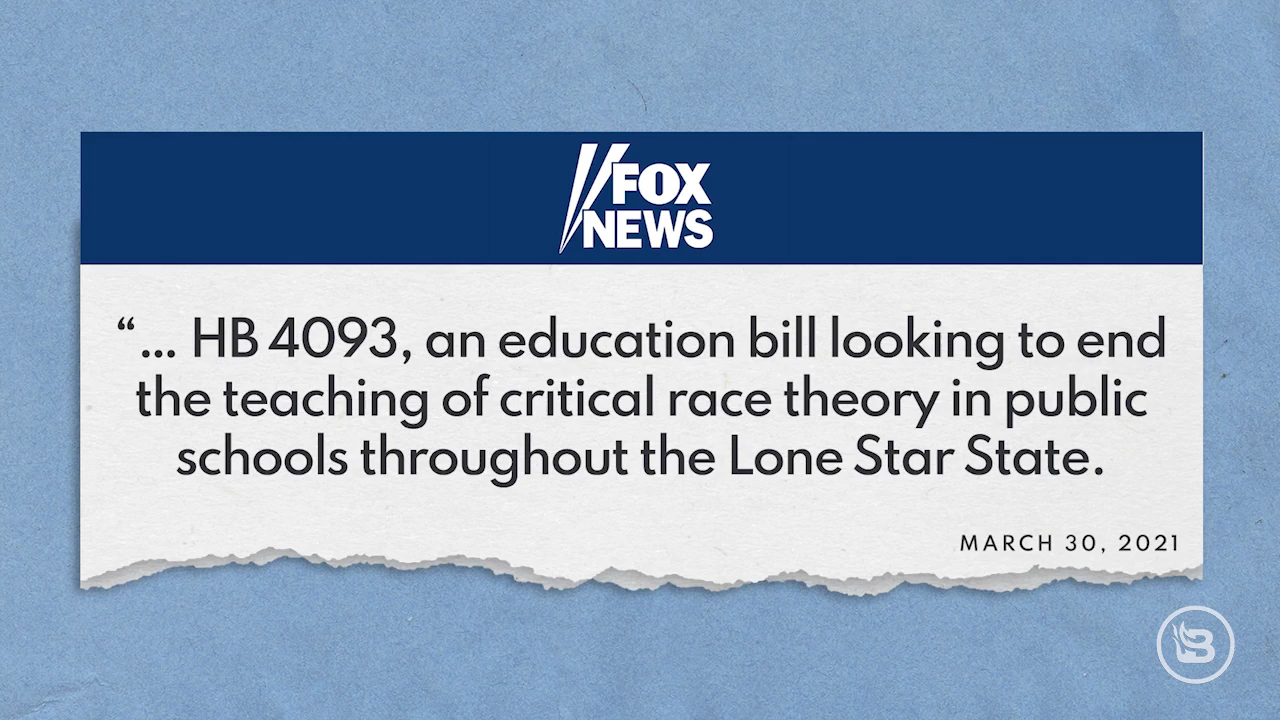 FOX
NEWS
“... HB 4093, an education bill looking to end
the teaching of critical race theory in public
schools throughout the Lone Star State.
MARCH 30, 2021
B